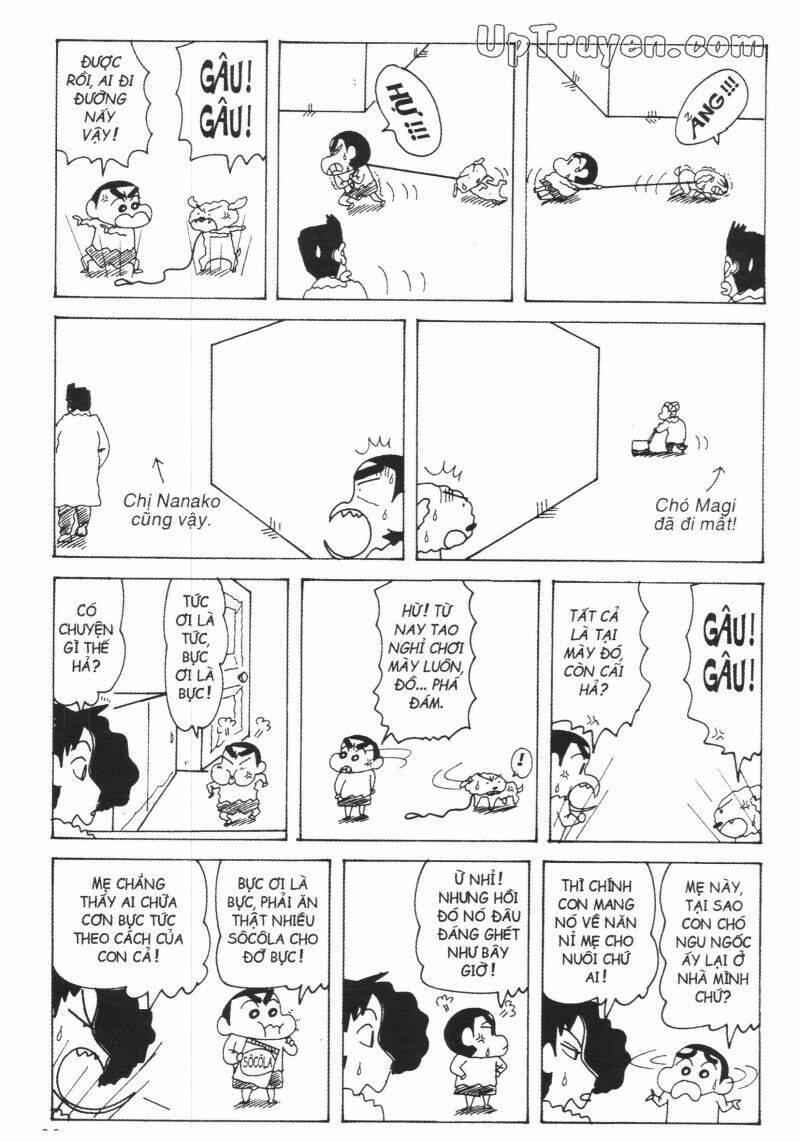 UpTruyen.com
ẲNG!!!
HỰ!!!
GÂU!
GÂU!
ĐƯỢC
RỒI, AI ĐI
ĐƯỜNG
NẤY
VẬY!
Chó Magi
đã đi mất!
Chị Nanako
cũng vậy.
GÂU!
GÂU!
TẤT CẢ
LÀ TẠI
MÀY ĐÓ,
CÒN CÃI
HẢ?
!
HỪ! TỪ
NAY TAO
NGHỈ CHƠI
MÀY LUÔN,
ĐỒ... PHÁ
ĐÁM.
TỨC
ƠI LÀ
TỨC,
BỰC
ƠI LÀ
BỰC!
CÓ
CHUYỆN
GÌ THẾ
HẢ?
MẸ NÀY,
TẠI SAO
CON CHÓ
NGU NGỐC
ẤY LẠI Ở
NHÀ MÌNH
CHỨ?
THÌ CHÍNH
CON MANG
NÓ VỀ NĂN
NỈ MẸ CHO
NUÔI CHỨ
AI!
Ừ NHỈ!
NHƯNG HỒI
ĐÓ NÓ ĐÂU
ĐÁNG GHÉT
NHƯ BÂY
GIỜ!
BỰC ƠI LÀ
BỰC, PHẢI ĂN
THẬT NHIỀU
SÔCÔLA CHO
ĐỠ BỰC!
SÔCÔLA
MẸ CHẲNG
THẤY AI CHỮA
CƠN BỰC TỨC
THEO CÁCH CỦA
CON CẢ!